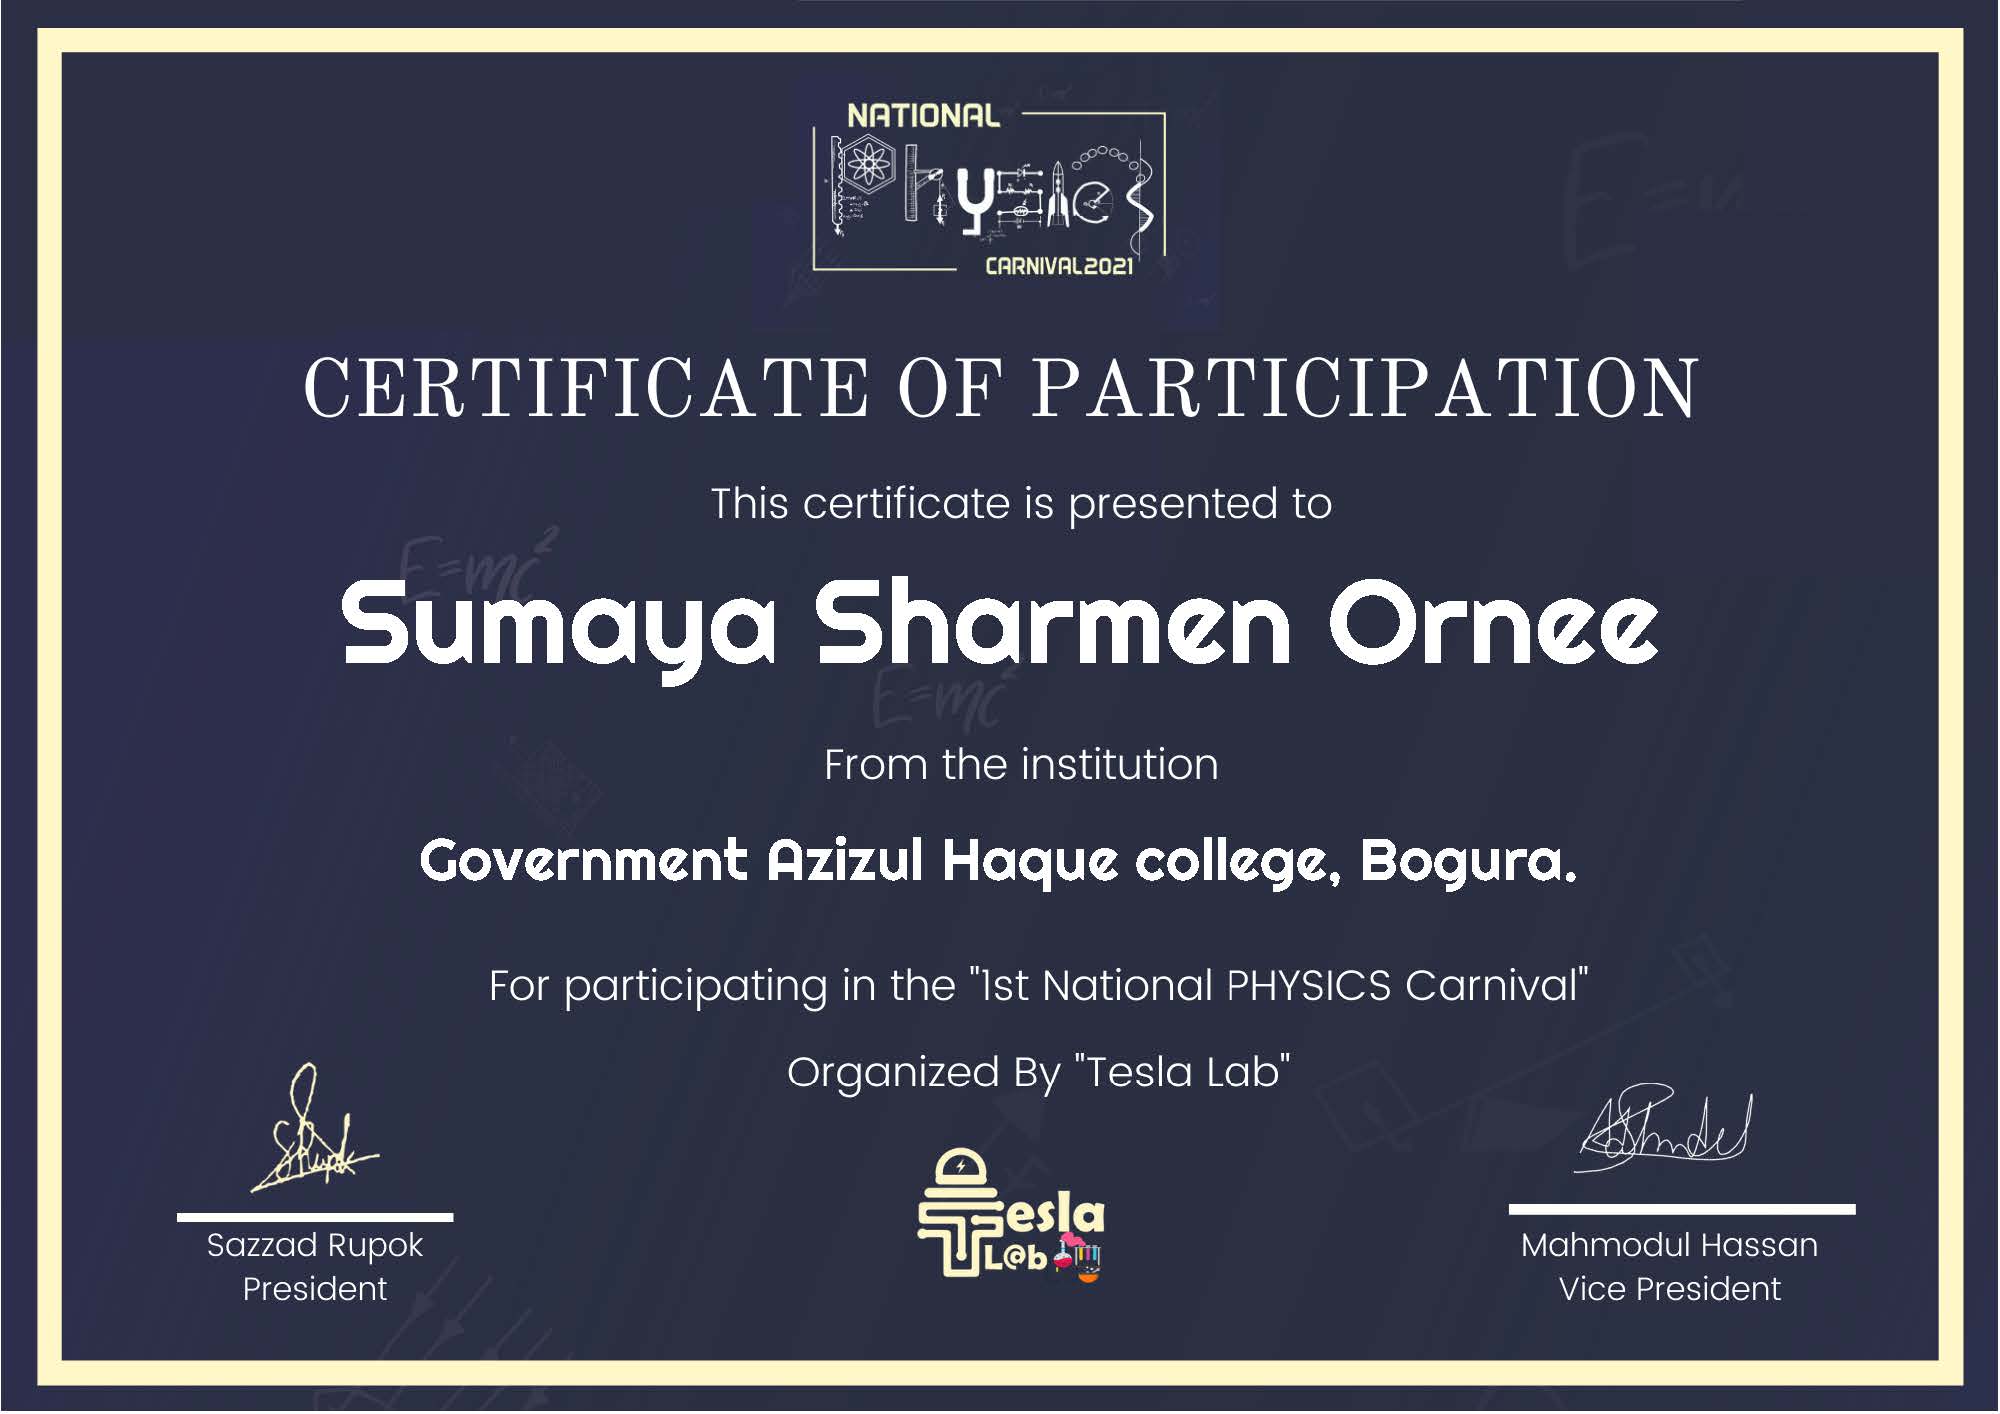 NATIONAL
Physics
CARNIVAL2021
CERTIFICATE OF PARTICIPATION
This certificate is presented to
E=mc²
Sumaya Sharmen Ornee
E=mc²
From the institution
Government Azizul Haque college, Bogura.
For participating in the "1st National PHYSICS Carnival"
Organized By "Tesla Lab"
Tesla
L@b
Sazzad Rupok
President
Mahmodul Hassan
Vice President